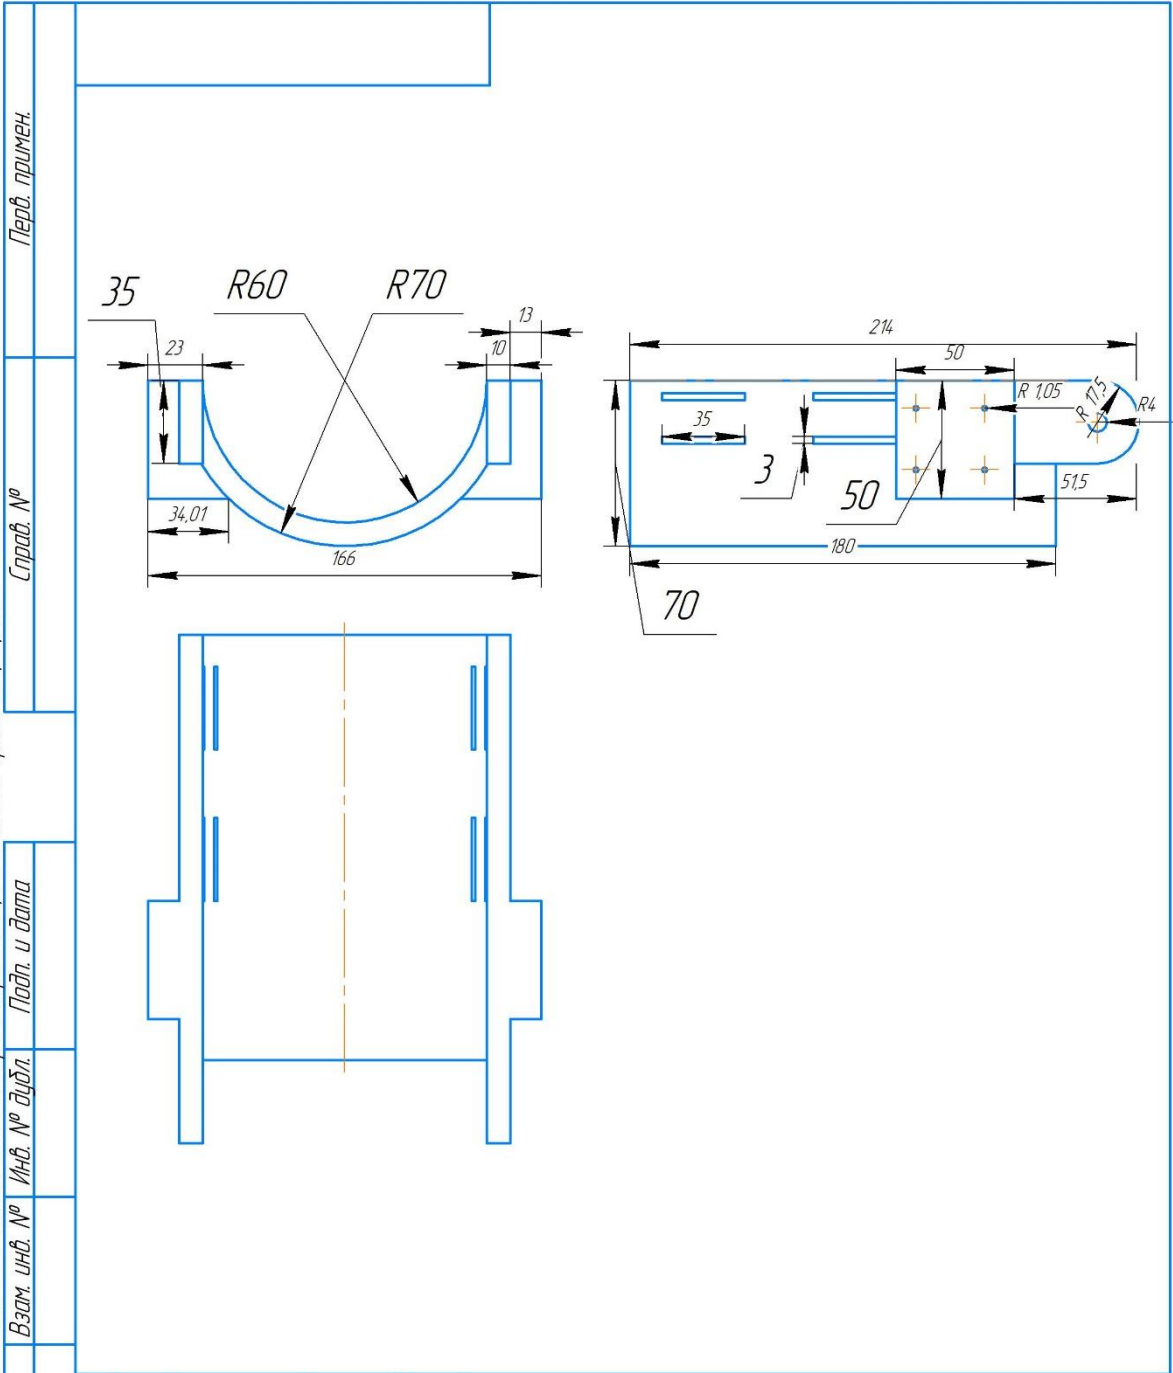 Перв. примен.
Справ. №
Подп. и дата
Инв. № дубл.
Взам. инв. №
35
R60
R70
13
23
10
34,01
166
214
50
R 1,05
R 17,5
R4
35
3
50
51,5
180
70